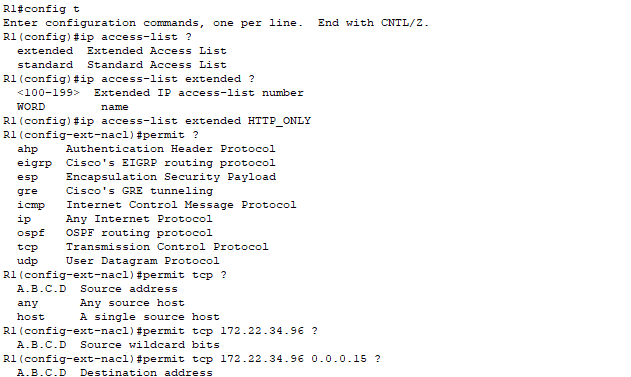 R1#config t
Enter configuration commands, one per line.  End with CNTL/Z.
R1(config)#ip access-list ?
  extended  Extended Access List
  standard  Standard Access List
R1(config)#ip access-list extended ?
  <100-199>  Extended IP access-list number
  WORD       name
R1(config)#ip access-list extended HTTP_ONLY
R1(config-ext-nacl)#permit ?
  ahp    Authentication Header Protocol
  eigrp  Cisco's EIGRP routing protocol
  esp    Encapsulation Security Payload
  gre    Cisco's GRE tunneling
  icmp   Internet Control Message Protocol
  ip     Any Internet Protocol
  ospf   OSPF routing protocol
  tcp    Transmission Control Protocol
  udp    User Datagram Protocol
R1(config-ext-nacl)#permit tcp ?
  A.B.C.D  Source address
  any      Any source host
  host     A single source host
R1(config-ext-nacl)#permit tcp 172.22.34.96 ?
  A.B.C.D  Source wildcard bits
R1(config-ext-nacl)#permit tcp 172.22.34.96 0.0.0.15 ?
  A.B.C.D  Destination address